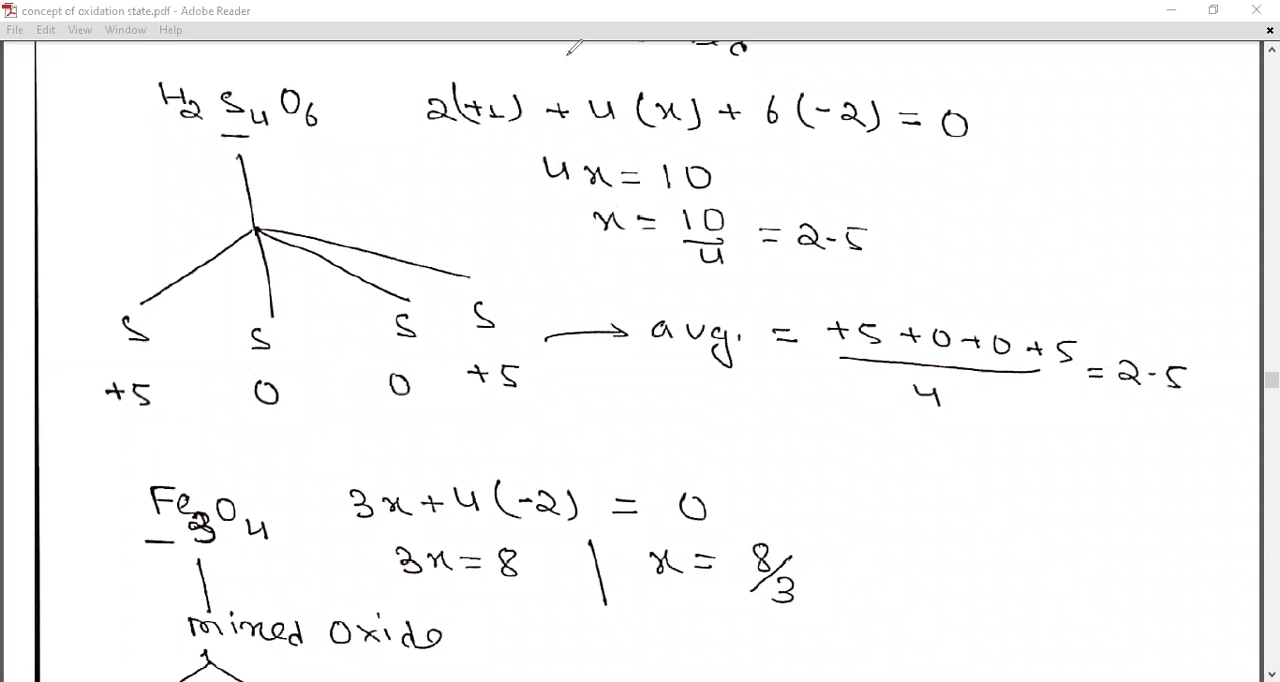 concept of oxidation state.pdf - Adobe Reader
File Edit View Window Help
H2 S4 O6 2(+1) + 4(x) + 6(-2) = 0
4x = 10
x = 10/4 = 2.5
S S S S
+5 0 0 +5
→ avg. = +5+0+0+5/4 = 2.5
Fe3O4 3x + 4(-2) = 0
3x = 8 | x = 8/3
mixed oxide